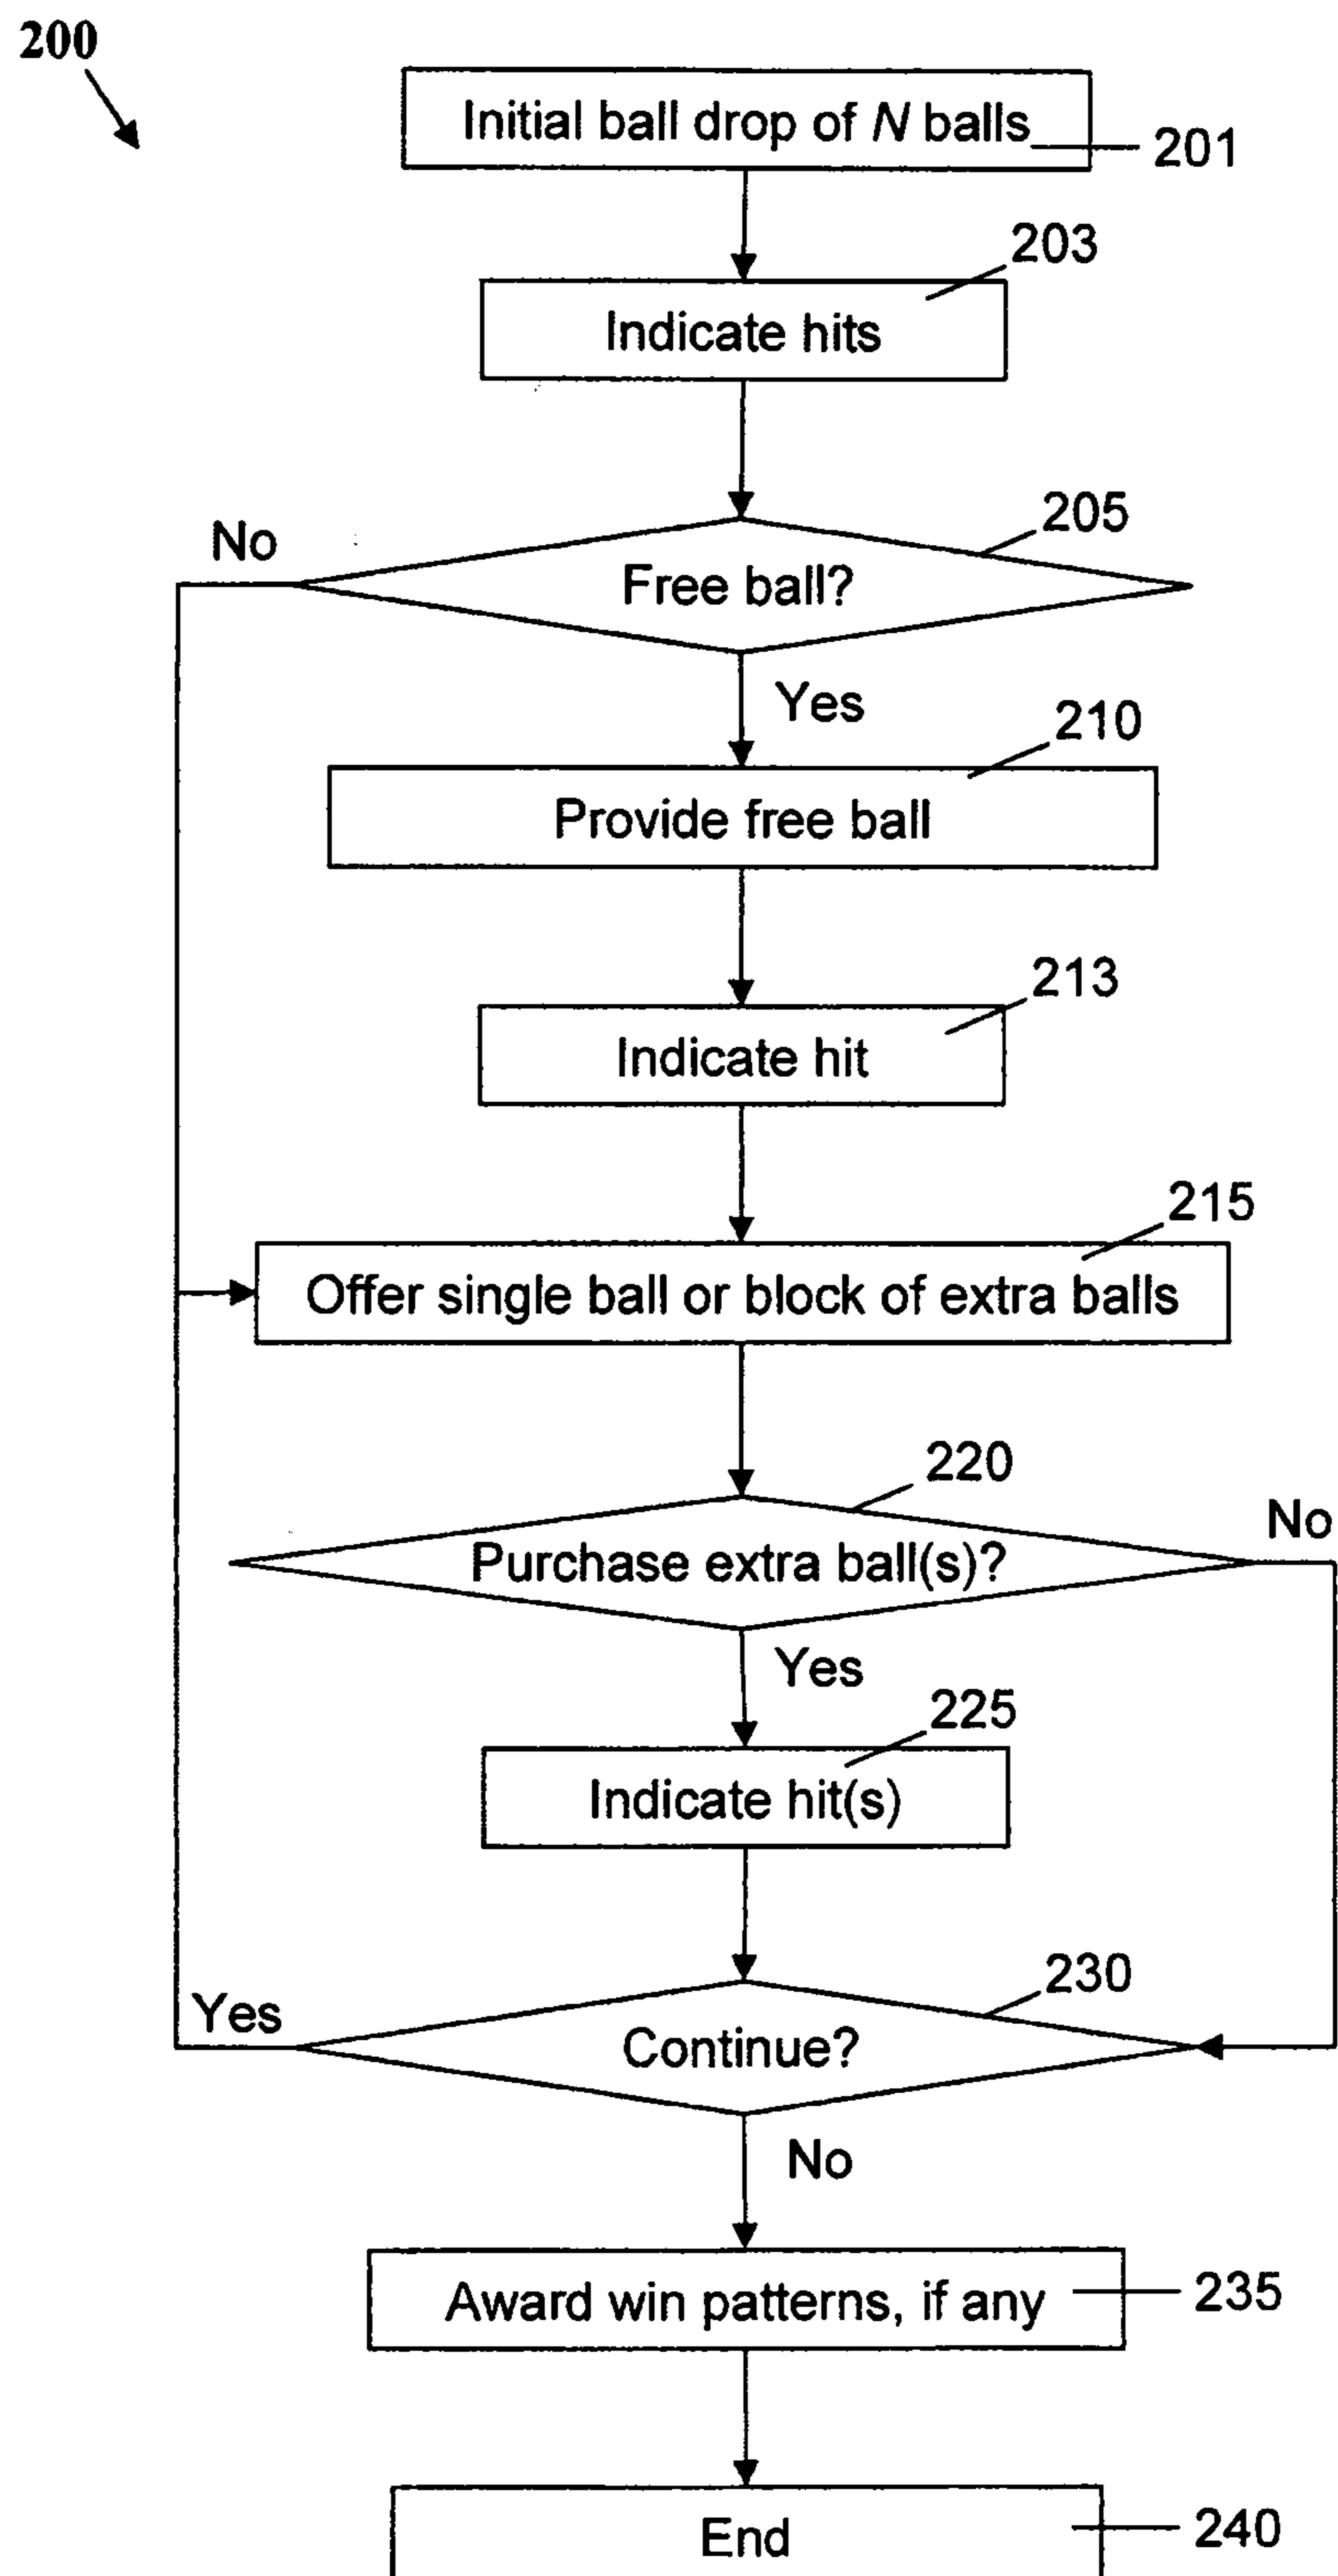 200
Initial ball drop of N balls
201
203
Indicate hits
205
No
Free ball?
Yes
210
Provide free ball
213
Indicate hit
215
Offer single ball or block of extra balls
220
No
Purchase extra ball(s)?
Yes
225
Indicate hit(s)
230
Yes
Continue?
No
Award win patterns, if any
235
End
240